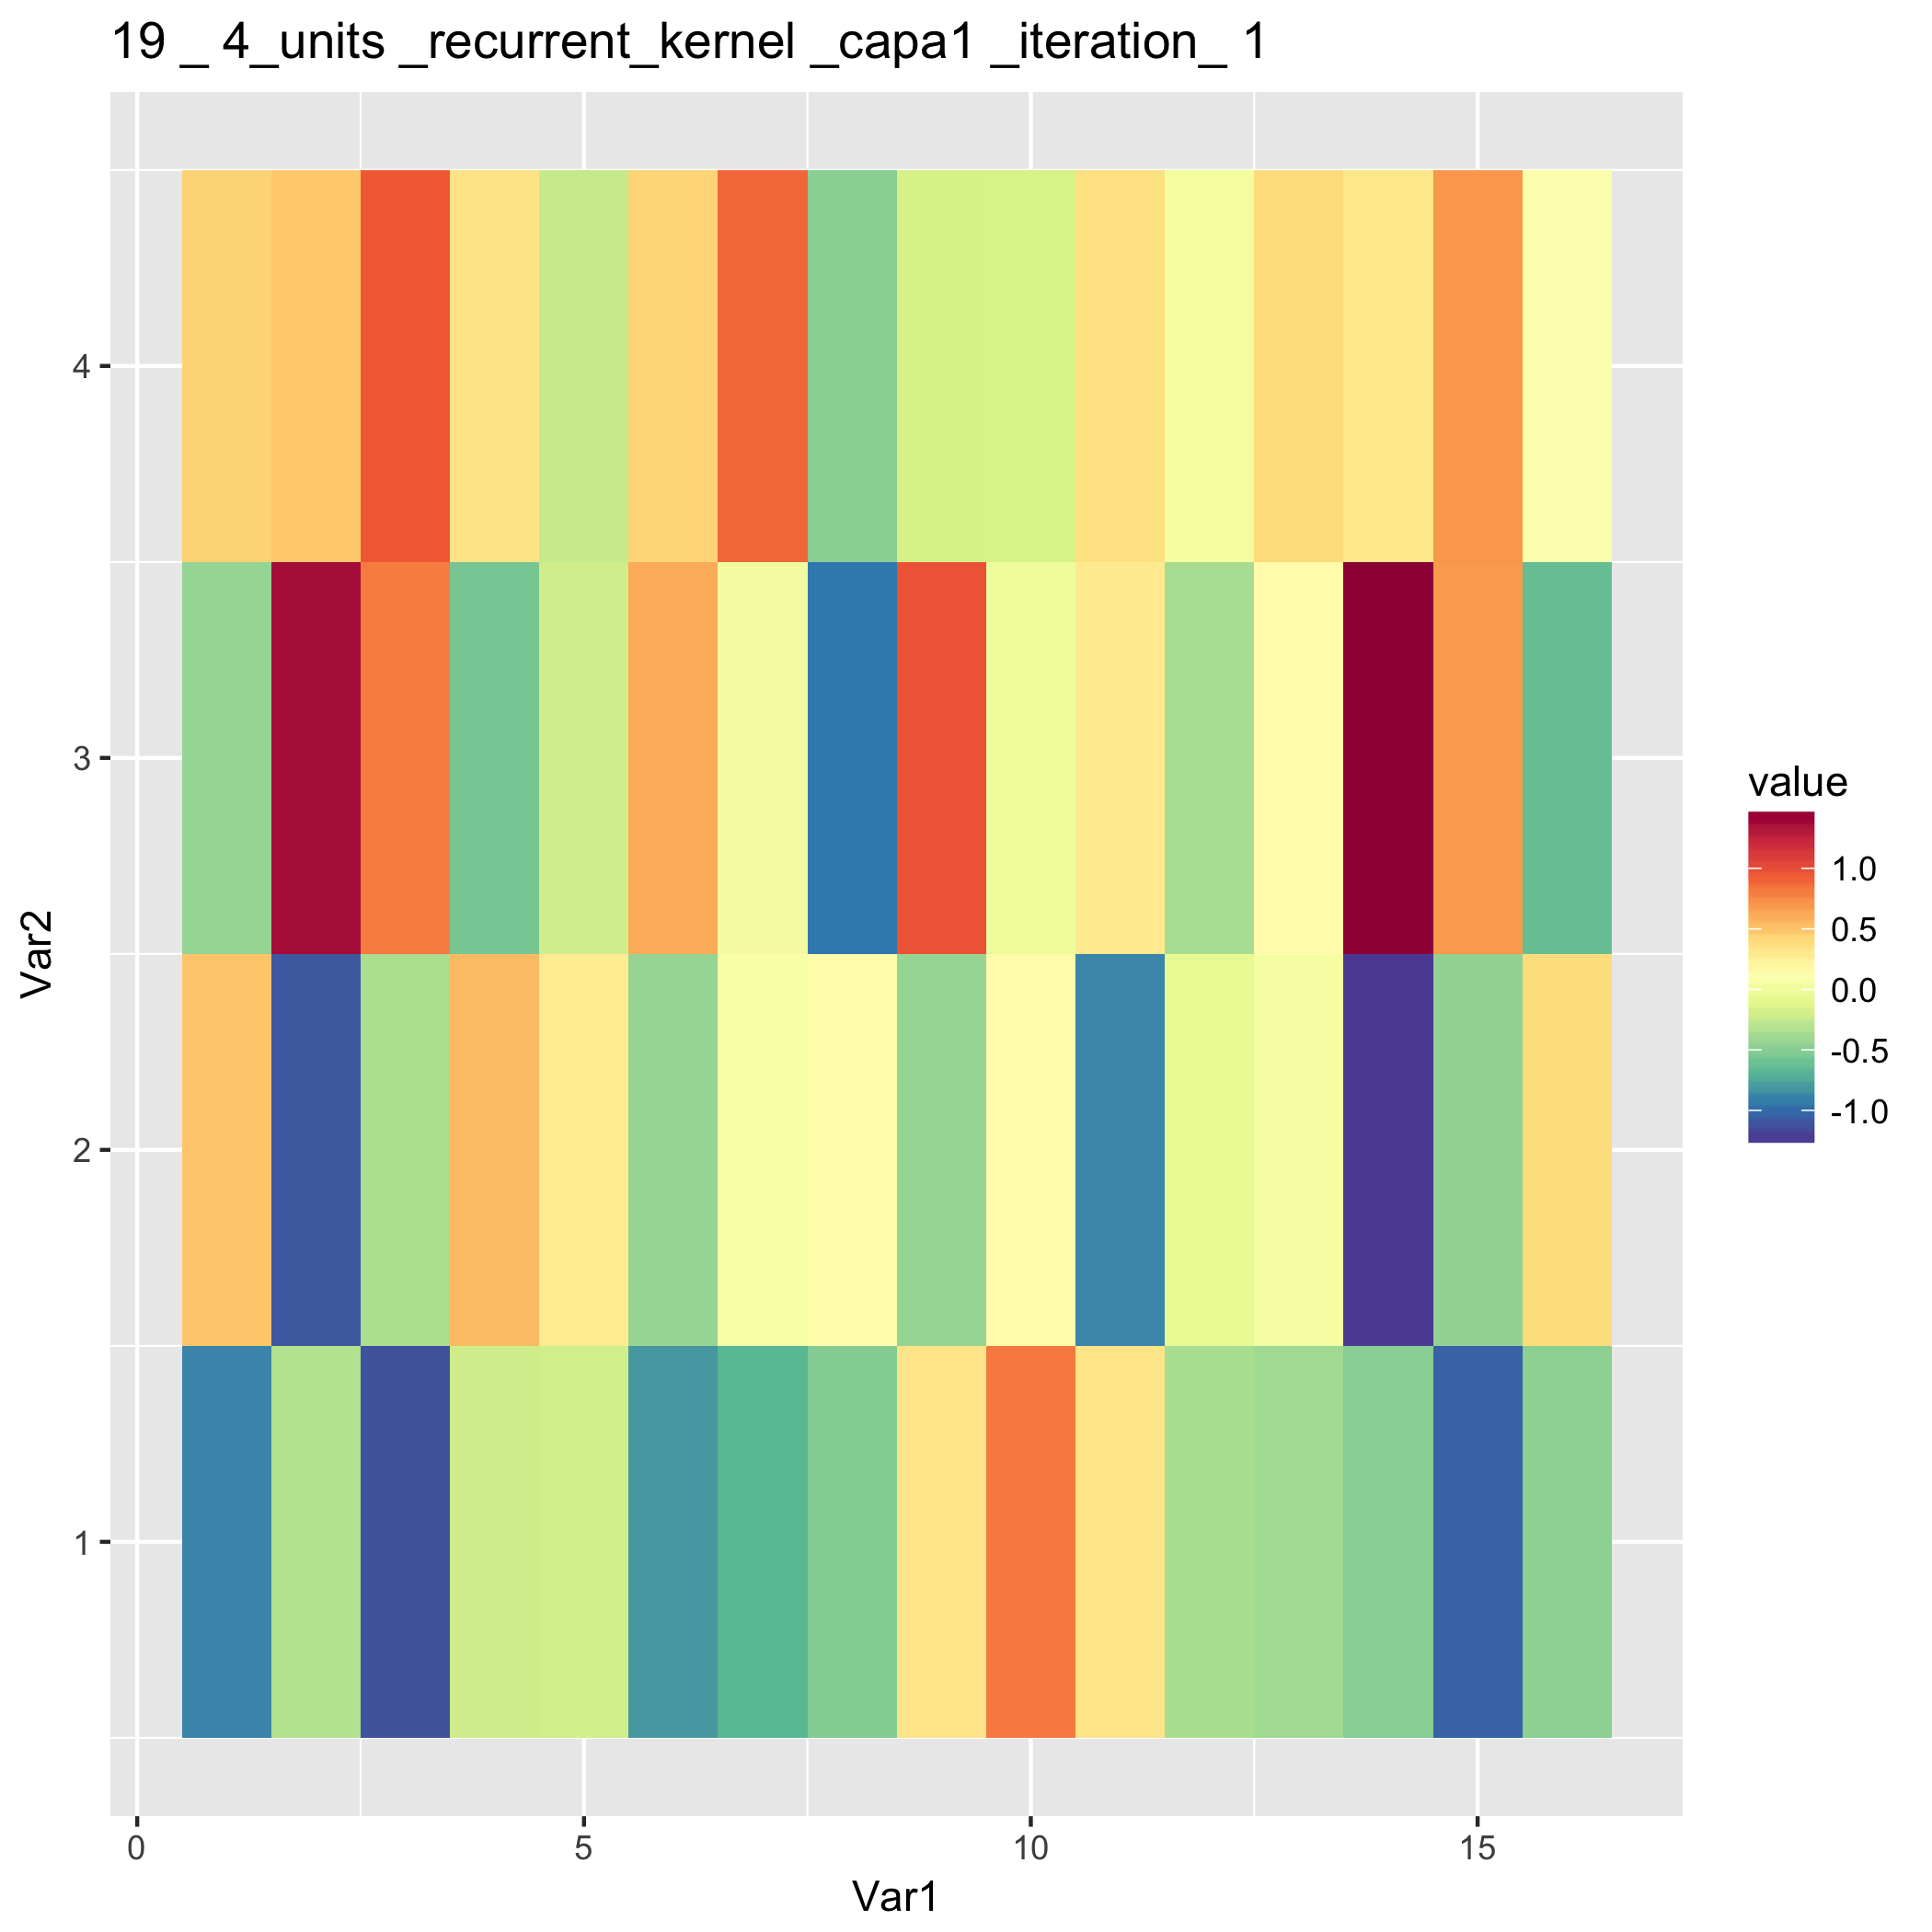 19 _ 4_units _recurrent_kernel _capa1 _iteration_ 1
4
3
2
1
Var2
0 5 10 15
Var1
value
1.0
0.5
0.0
-0.5
-1.0